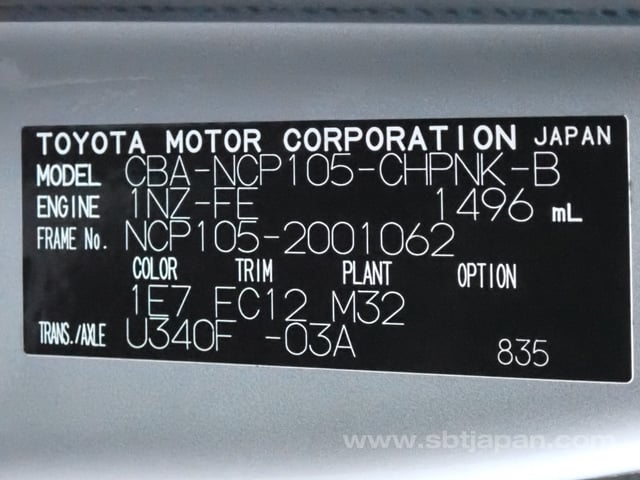 TOYOTA MOTOR CORPORATION JAPAN
MODEL CBA-NCP105-CHPNK-B
ENGINE 1NZ-FE 1496 mL
FRAME No. NCP105-2001062
COLOR TRIM PLANT OPTION
1E7 FC12 M32
TRANS./AXLE U340F -03A 835
www.sbtjapan.com